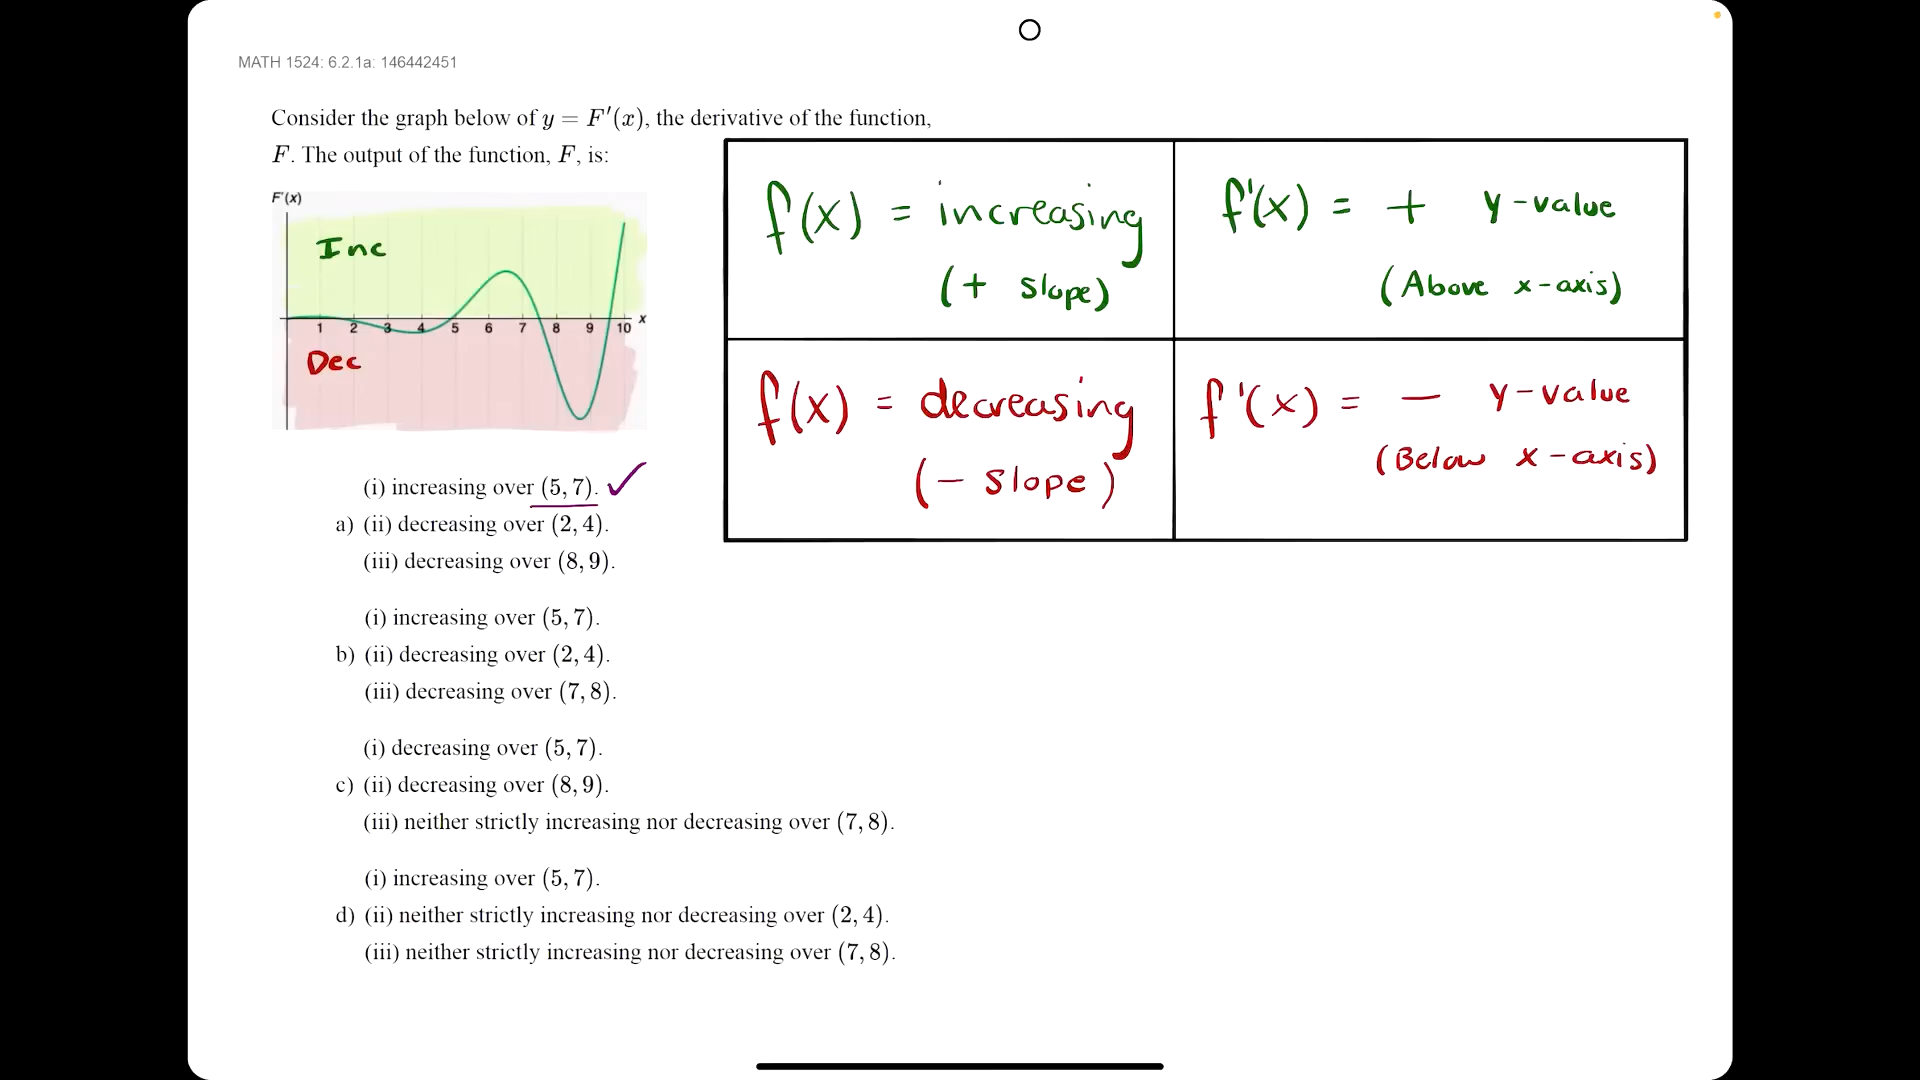 MATH 1524: 6.2.1a: 146442451
Consider the graph below of y = F′(x), the derivative of the function,
F. The output of the function, F, is:
F'(x)
Inc
1 2 3 4 5 6 7 8 9 10 x
Dec
f(x) = increasing
(+ slope)
f'(x) = + y-value
(Above x-axis)
f(x) = decreasing
(- slope)
f'(x) = - y-value
(Below x-axis)
(i) increasing over (5, 7).
a) (ii) decreasing over (2, 4).
(iii) decreasing over (8, 9).
(i) increasing over (5, 7).
b) (ii) decreasing over (2, 4).
(iii) decreasing over (7, 8).
(i) decreasing over (5, 7).
c) (ii) decreasing over (8, 9).
(iii) neither strictly increasing nor decreasing over (7, 8).
(i) increasing over (5, 7).
d) (ii) neither strictly increasing nor decreasing over (2, 4).
(iii) neither strictly increasing nor decreasing over (7, 8).